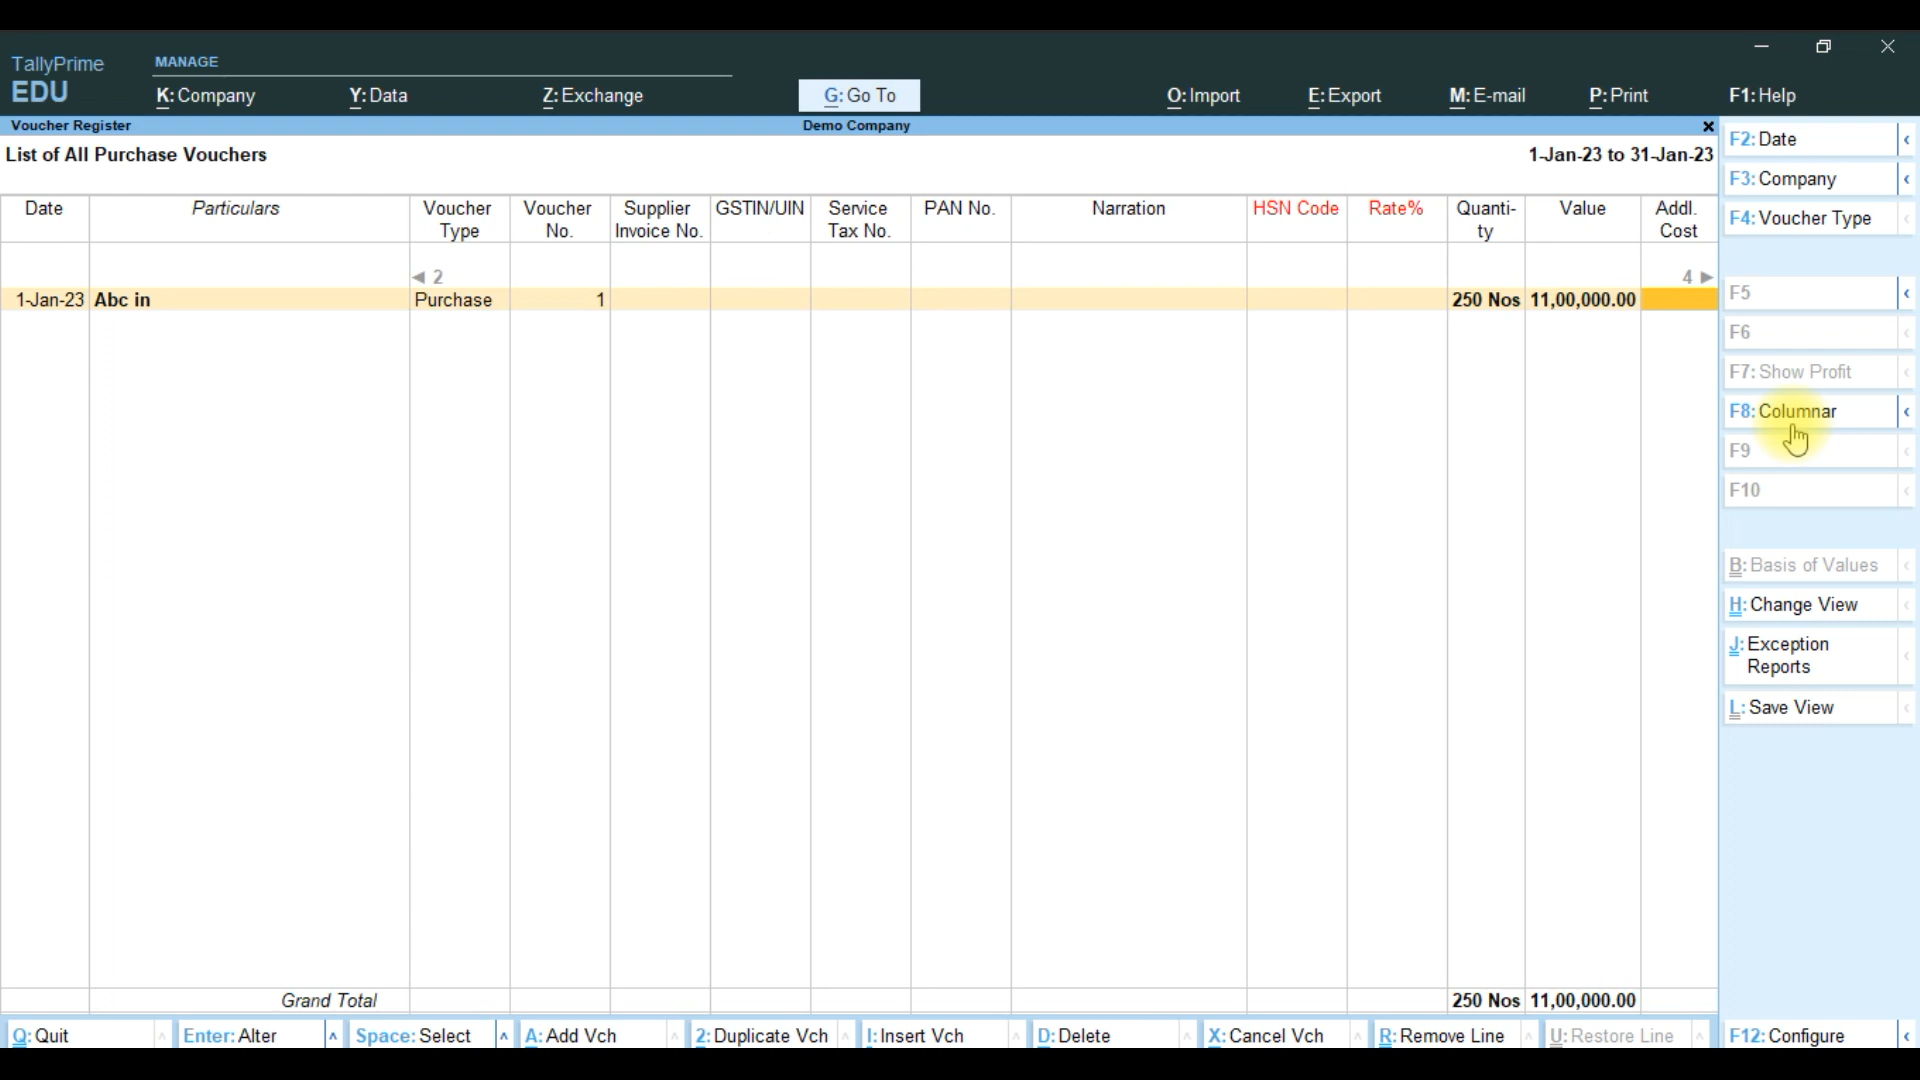 TallyPrime
EDU
MANAGE
K: Company
Y: Data
Z: Exchange
G: Go To
O: Import
E: Export
M: E-mail
P: Print
F1: Help
Voucher Register
Demo Company
List of All Purchase Vouchers
1-Jan-23 to 31-Jan-23
Date
Particulars
Voucher
Type
Voucher
No.
Supplier
Invoice No.
GSTIN/UIN
Service
Tax No.
PAN No.
Narration
HSN Code
Rate%
Quanti-
ty
Value
Addl.
Cost
◄ 2
4 ►
1-Jan-23 Abc in Purchase 1 250 Nos 11,00,000.00
Grand Total 250 Nos 11,00,000.00
F2: Date
F3: Company
F4: Voucher Type
F5
F6
F7: Show Profit
F8: Columnar
F9
F10
B: Basis of Values
H: Change View
J: Exception
Reports
L: Save View
Q: Quit
Enter: Alter
Space: Select
A: Add Vch
2: Duplicate Vch
I: Insert Vch
D: Delete
X: Cancel Vch
R: Remove Line
U: Restore Line
F12: Configure